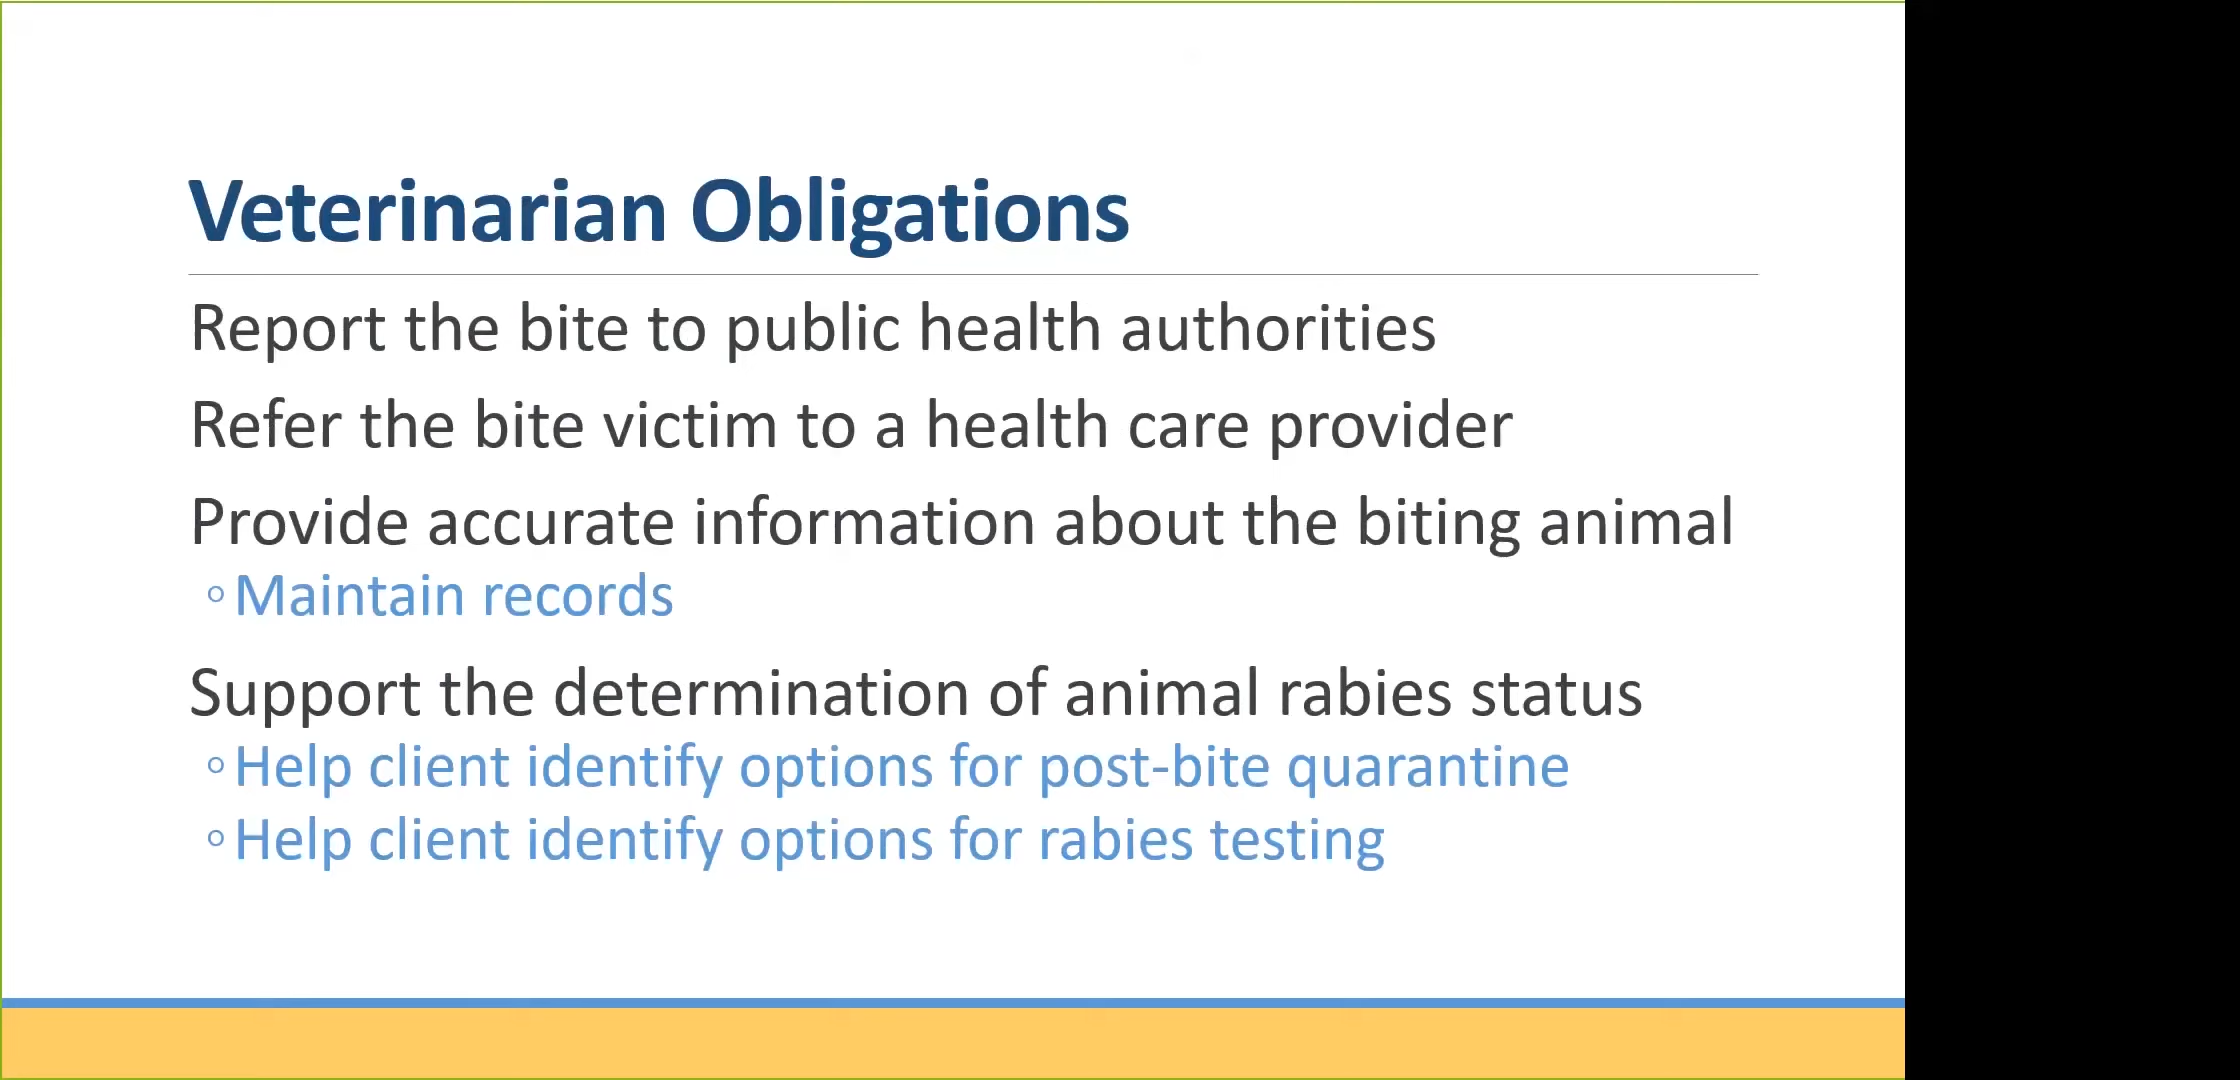 Veterinarian Obligations
Report the bite to public health authorities
Refer the bite victim to a health care provider
Provide accurate information about the biting animal
◦Maintain records
Support the determination of animal rabies status
◦Help client identify options for post-bite quarantine
◦Help client identify options for rabies testing